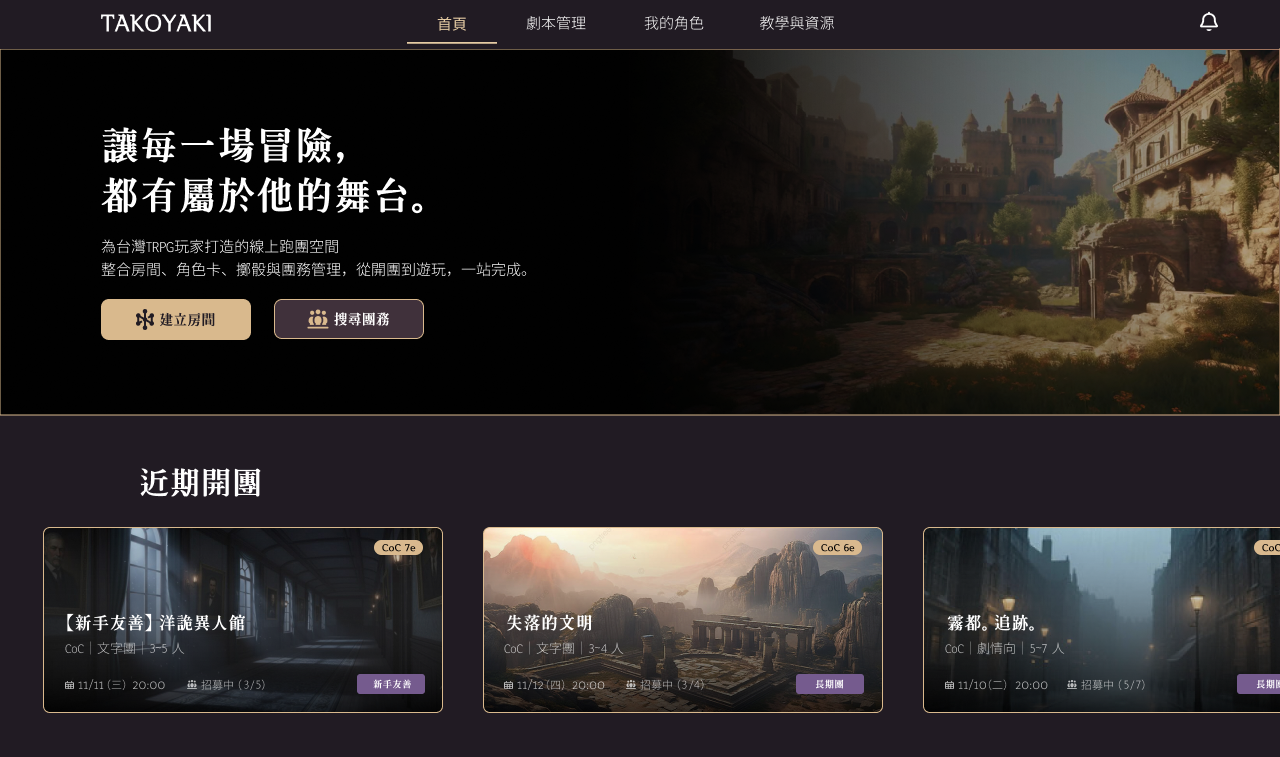 TAKOYAKI
首頁
劇本管理
我的角色
教學與資源
讓每一場冒險,
都有屬於他的舞台。
為台灣TRPG玩家打造的線上跑團空間
整合房間、角色卡、擲骰與團務管理，從開團到遊玩，一站完成。
建立房間
搜尋團務
近期開團
CoC 7e
【新手友善】洋詭異人館
CoC｜文字團｜3-5 人
11/11 (三) 20:00
招募中 (3/5)
新手友善
CoC 6e
失落的文明
CoC｜文字團｜3-4 人
11/12 (四) 20:00
招募中 (3/4)
長期團
CoC
霧都。追跡。
CoC｜劇情向｜5-7 人
11/10 (二) 20:00
招募中 (5/7)
長期